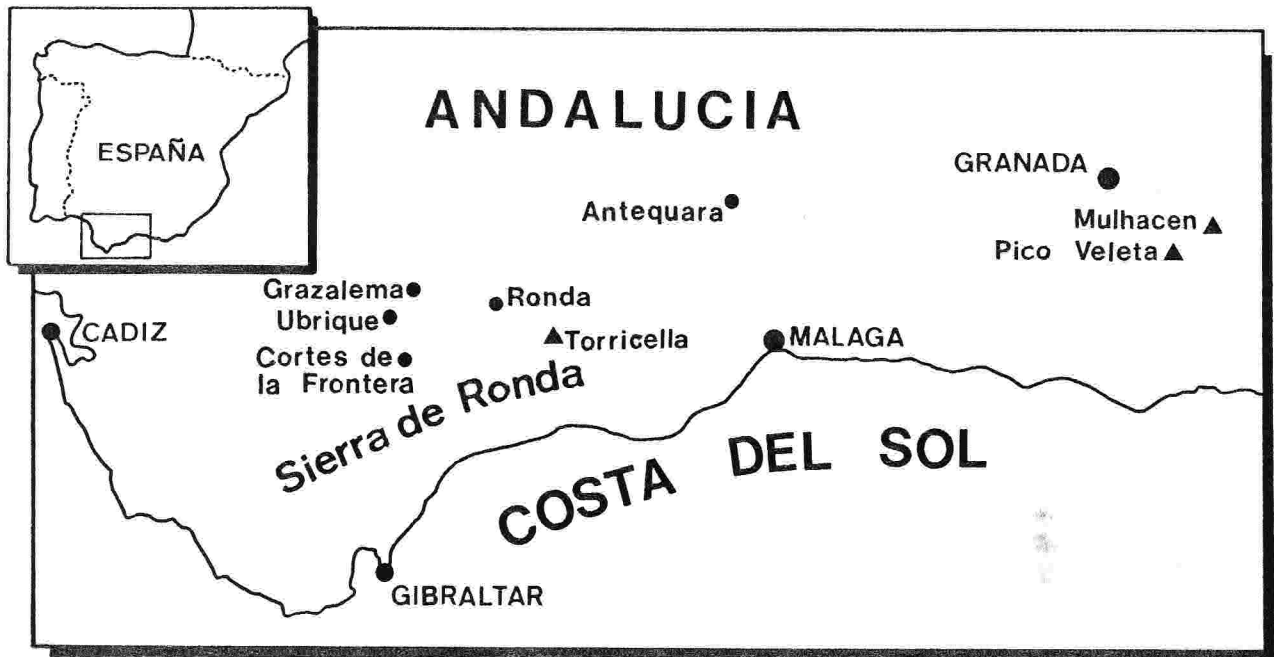 ESPAÑA
ANDALUCIA
GRANADA
Antequara
Mulhacen
Pico Veleta
Grazalema
Ronda
Ubrique
CADIZ
Torricella
MALAGA
Cortes de
la Frontera
Sierra de Ronda
COSTA DEL SOL
GIBRALTAR